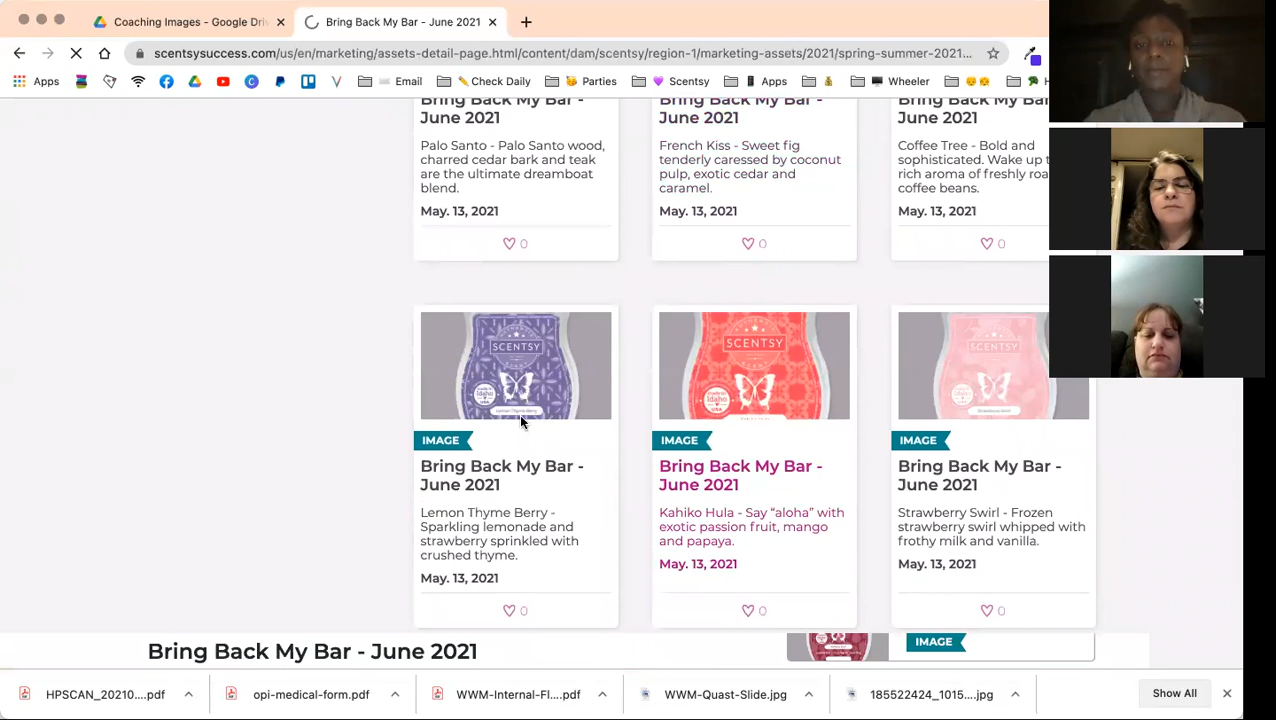 Coaching Images - Google Dri
Bring Back My Bar - June 2021
scentsysuccess.com/us/en/marketing/assets-detail-page.html/content/dam/scentsy/region-1/marketing-assets/2021/spring-summer-2021...
Apps
Email
Check Daily
Parties
Scentsy
Apps
Wheeler
Bring Back My Bar - June 2021
Palo Santo - Palo Santo wood, charred cedar bark and teak are the ultimate dreamboat blend.
May. 13, 2021
0
Bring Back My Bar - June 2021
French Kiss - Sweet fig tenderly caressed by coconut pulp, exotic cedar and caramel.
May. 13, 2021
0
Bring Back My Bar - June 2021
Coffee Tree - Bold and sophisticated. Wake up t rich aroma of freshly roa coffee beans.
May. 13, 2021
0
SCENTSY
Lemon Thyme Berry
IMAGE
Bring Back My Bar - June 2021
Lemon Thyme Berry - Sparkling lemonade and strawberry sprinkled with crushed thyme.
May. 13, 2021
0
SCENTSY
IMAGE
Bring Back My Bar - June 2021
Kahiko Hula - Say “aloha” with exotic passion fruit, mango and papaya.
May. 13, 2021
0
SCENTSY
Strawberry Swirl
IMAGE
Bring Back My Bar - June 2021
Strawberry Swirl - Frozen strawberry swirl whipped with frothy milk and vanilla.
May. 13, 2021
0
Bring Back My Bar - June 2021
IMAGE
HPSCAN_20210....pdf
opi-medical-form.pdf
WWM-Internal-Fl....pdf
WWM-Quast-Slide.jpg
185522424_1015....jpg
Show All